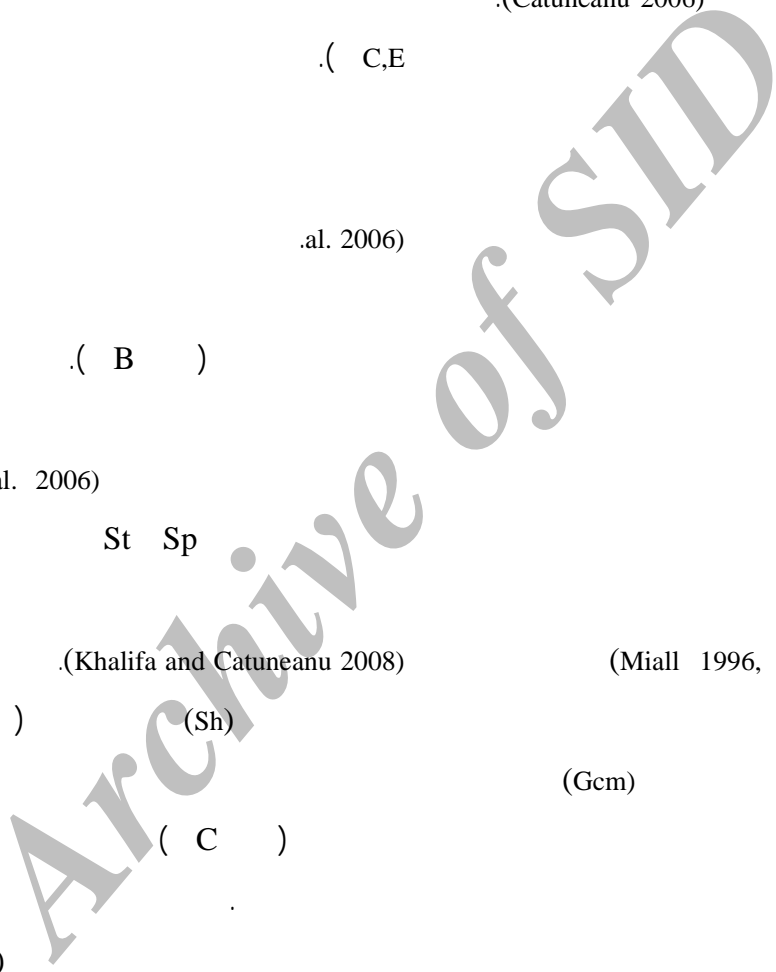 .(Catuneanu 2006)
.( C,E
.al. 2006)
.( B )
al. 2006)
St Sp
.(Khalifa and Catuneanu 2008) (Miall 1996,
) (Sh)
(Gcm)
( C )
.
)
Archive of SID